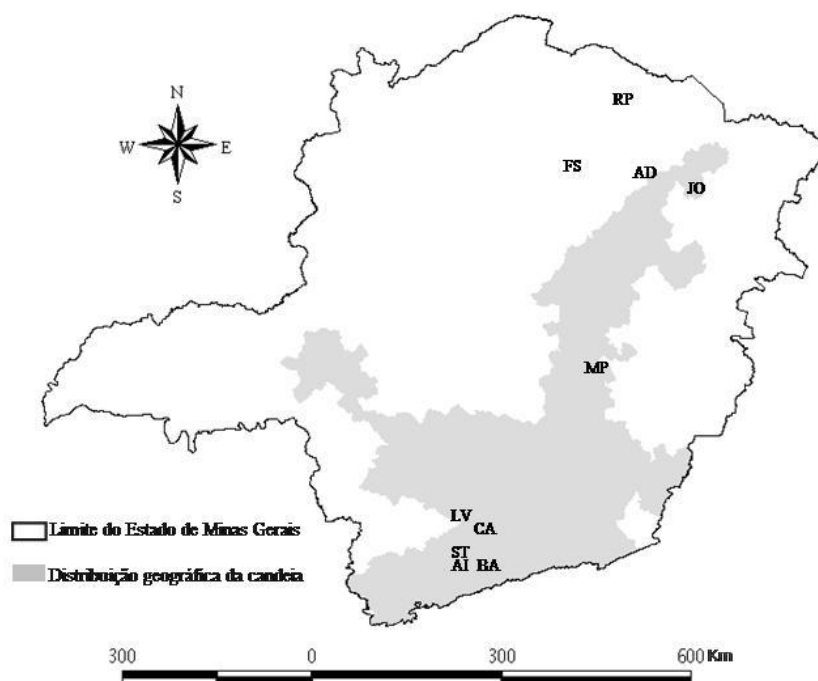 RP
N
W E
S
FS
AD
JO
MP
LV
CA
ST
AI BA
Limite do Estado de Minas Gerais
Distribuição geográfica da candeia
300 0 300 600 Km